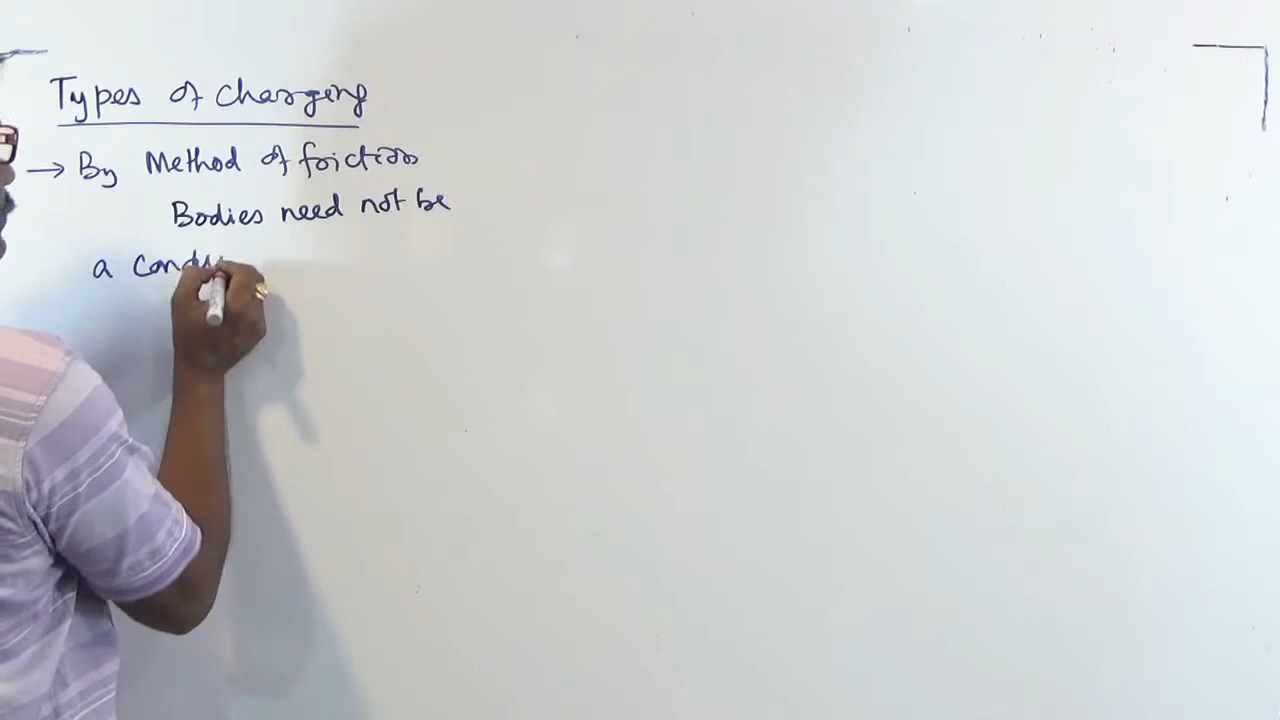 Types of charging
→ By Method of friction
Bodies need not be
a